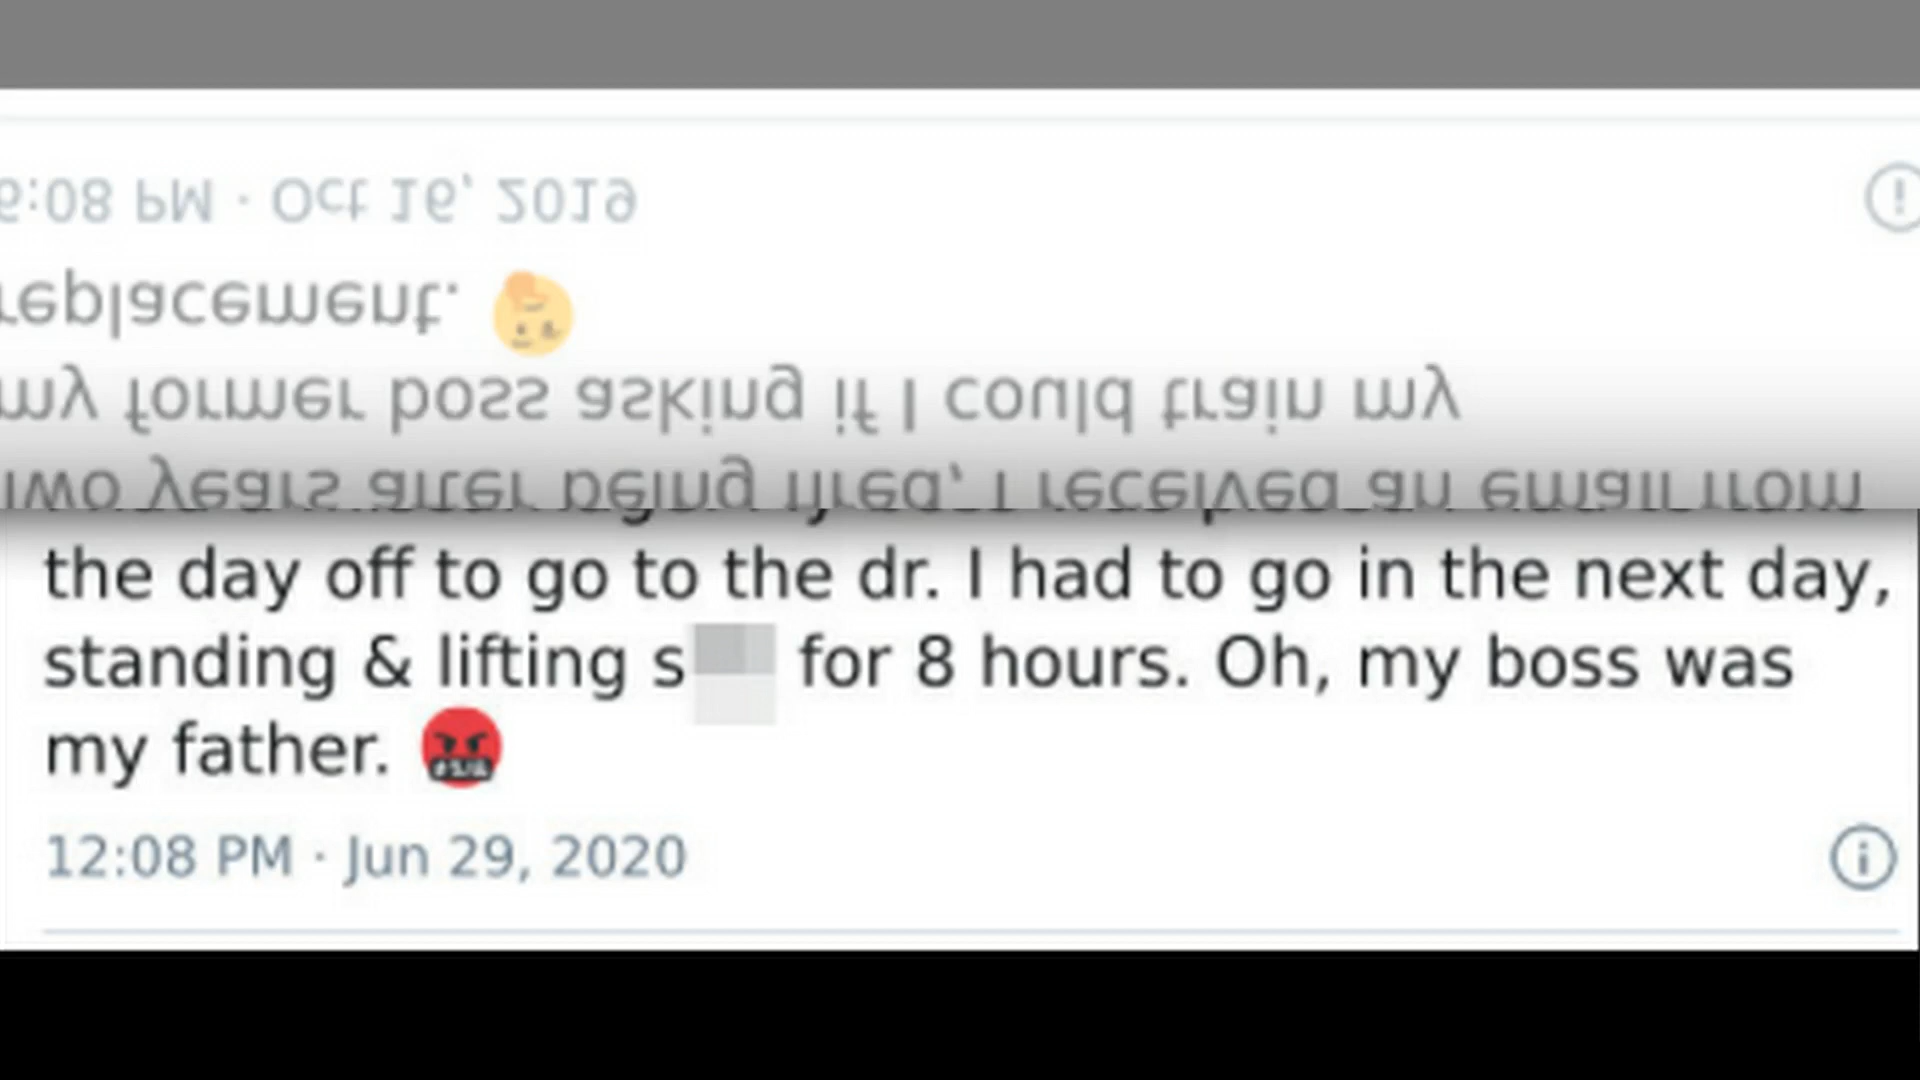 6:08 PM · Oct 16, 2019
replacement.
my former boss asking if I could train my
Two years after being fired, I received an email from
the day off to go to the dr. I had to go in the next day,
standing & lifting s for 8 hours. Oh, my boss was
my father. 🤬
12:08 PM · Jun 29, 2020